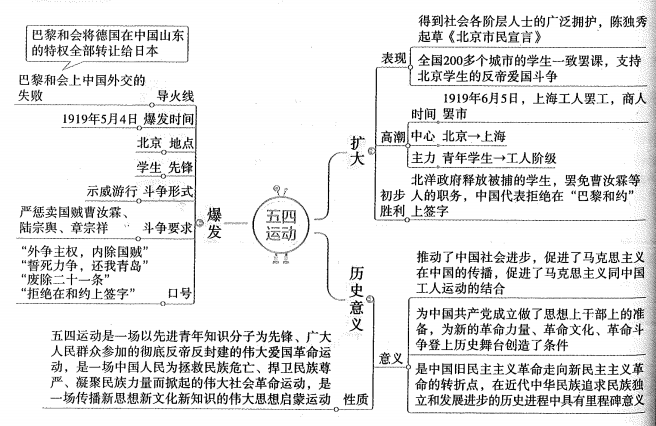 巴黎和会将德国在中国山东
的特权全部转让给日本
巴黎和会上中国外交的
失败 导火线
1919年5月4日 爆发时间
北京 地点
学生 先锋
示威游行 斗争形式
严惩卖国贼曹汝霖、
陆宗舆、章宗祥 斗争要求
“外争主权，内除国贼”
“誓死力争，还我青岛”
“废除二十一条”
“拒绝在和约上签字” 口号
爆发
五四
运动
扩大
得到社会各阶层人士的广泛拥护，陈独秀
起草《北京市民宣言》
表现
全国200多个城市的学生一致罢课，支持
北京学生的反帝爱国斗争
1919年6月5日，上海工人罢工，商人
时间 罢市
高潮 中心 北京→上海
主力 青年学生→工人阶级
北洋政府释放被捕的学生，罢免曹汝霖等
初步 人的职务，中国代表拒绝在“巴黎和约”
胜利 上签字
历史意义
推动了中国社会进步，促进了马克思主义
在中国的传播，促进了马克思主义同中国
工人运动的结合
为中国共产党成立做了思想上干部上的准
备，为新的革命力量、革命文化、革命斗
意义 争登上历史舞台创造了条件
是中国旧民主主义革命走向新民主主义革
命的转折点，在近代中华民族追求民族独
立和发展进步的历史进程中具有里程碑意义
五四运动是一场以先进青年知识分子为先锋、广大
人民群众参加的彻底反帝反封建的伟大爱国革命运
动，是一场中国人民为拯救民族危亡、捍卫民族尊
严、凝聚民族力量而掀起的伟大社会革命运动，是
一场传播新思想新文化新知识的伟大思想启蒙运动 性质